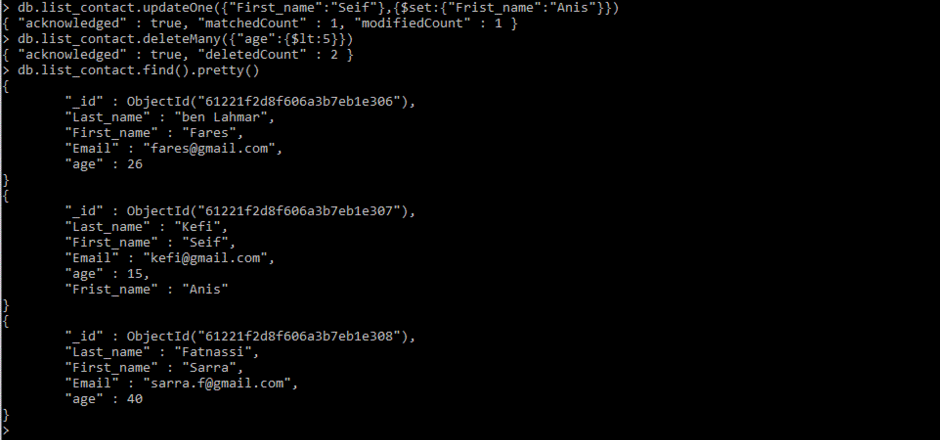 > db.list_contact.updateOne({"First_name":"Seif"},{$set:{"Frist_name":"Anis"}})
{ "acknowledged" : true, "matchedCount" : 1, "modifiedCount" : 1 }
> db.list_contact.deleteMany({"age":{$lt:5}})
{ "acknowledged" : true, "deletedCount" : 2 }
> db.list_contact.find().pretty()
{
        "_id" : ObjectId("61221f2d8f606a3b7eb1e306"),
        "Last_name" : "ben Lahmar",
        "First_name" : "Fares",
        "Email" : "fares@gmail.com",
        "age" : 26
}
{
        "_id" : ObjectId("61221f2d8f606a3b7eb1e307"),
        "Last_name" : "Kefi",
        "First_name" : "Seif",
        "Email" : "kefi@gmail.com",
        "age" : 15,
        "Frist_name" : "Anis"
}
{
        "_id" : ObjectId("61221f2d8f606a3b7eb1e308"),
        "Last_name" : "Fatnassi",
        "First_name" : "Sarra",
        "Email" : "sarra.f@gmail.com",
        "age" : 40
}
>